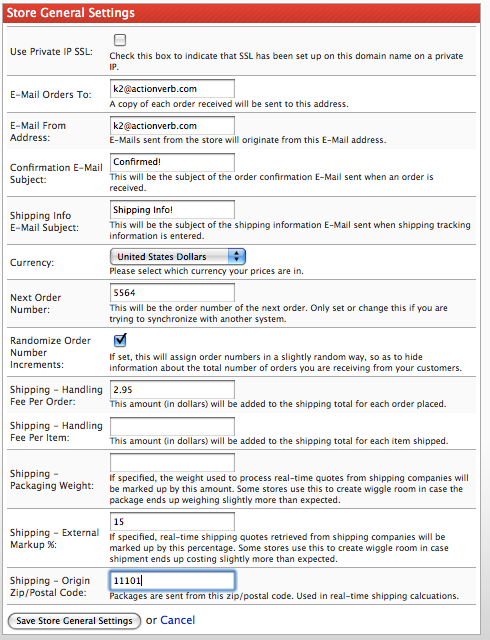 Store General Settings
Use Private IP SSL:
Check this box to indicate that SSL has been set up on this domain name on a private
IP.
E-Mail Orders To:
k2@actionverb.com
A copy of each order received will be sent to this address.
E-Mail From
Address:
k2@actionverb.com
E-Mails sent from the store will originate from this E-Mail address.
Confirmation E-Mail
Subject:
Confirmed!
This will be the subject of the order confirmation E-Mail sent when an order is
received.
Shipping Info
E-Mail Subject:
Shipping Info!
This will be the subject of the shipping information E-Mail sent when shipping tracking
information is entered.
Currency:
United States Dollars
Please select which currency your prices are in.
Next Order
Number:
5564
This will be the order number of the next order. Only set or change this if you are
trying to synchronize with another system.
Randomize Order
Number
Increments:
If set, this will assign order numbers in a slightly random way, so as to hide
information about the total number of orders you are receiving from your customers.
Shipping - Handling
Fee Per Order:
2.95
This amount (in dollars) will be added to the shipping total for each order placed.
Shipping - Handling
Fee Per Item:
This amount (in dollars) will be added to the shipping total for each item shipped.
Shipping -
Packaging Weight:
If specified, the weight used to process real-time quotes from shipping companies will
be marked up by this amount. Some stores use this to create wiggle room in case the
package ends up weighing slightly more than expected.
Shipping - External
Markup %:
15
If specified, real-time shipping quotes retrieved from shipping companies will be
marked up by this percentage. Some stores use this to create wiggle room in case
shipment ends up costing slightly more than expected.
Shipping - Origin
Zip/Postal Code:
11101
Packages are sent from this zip/postal code. Used in real-time shipping calcuations.
Save Store General Settings or Cancel